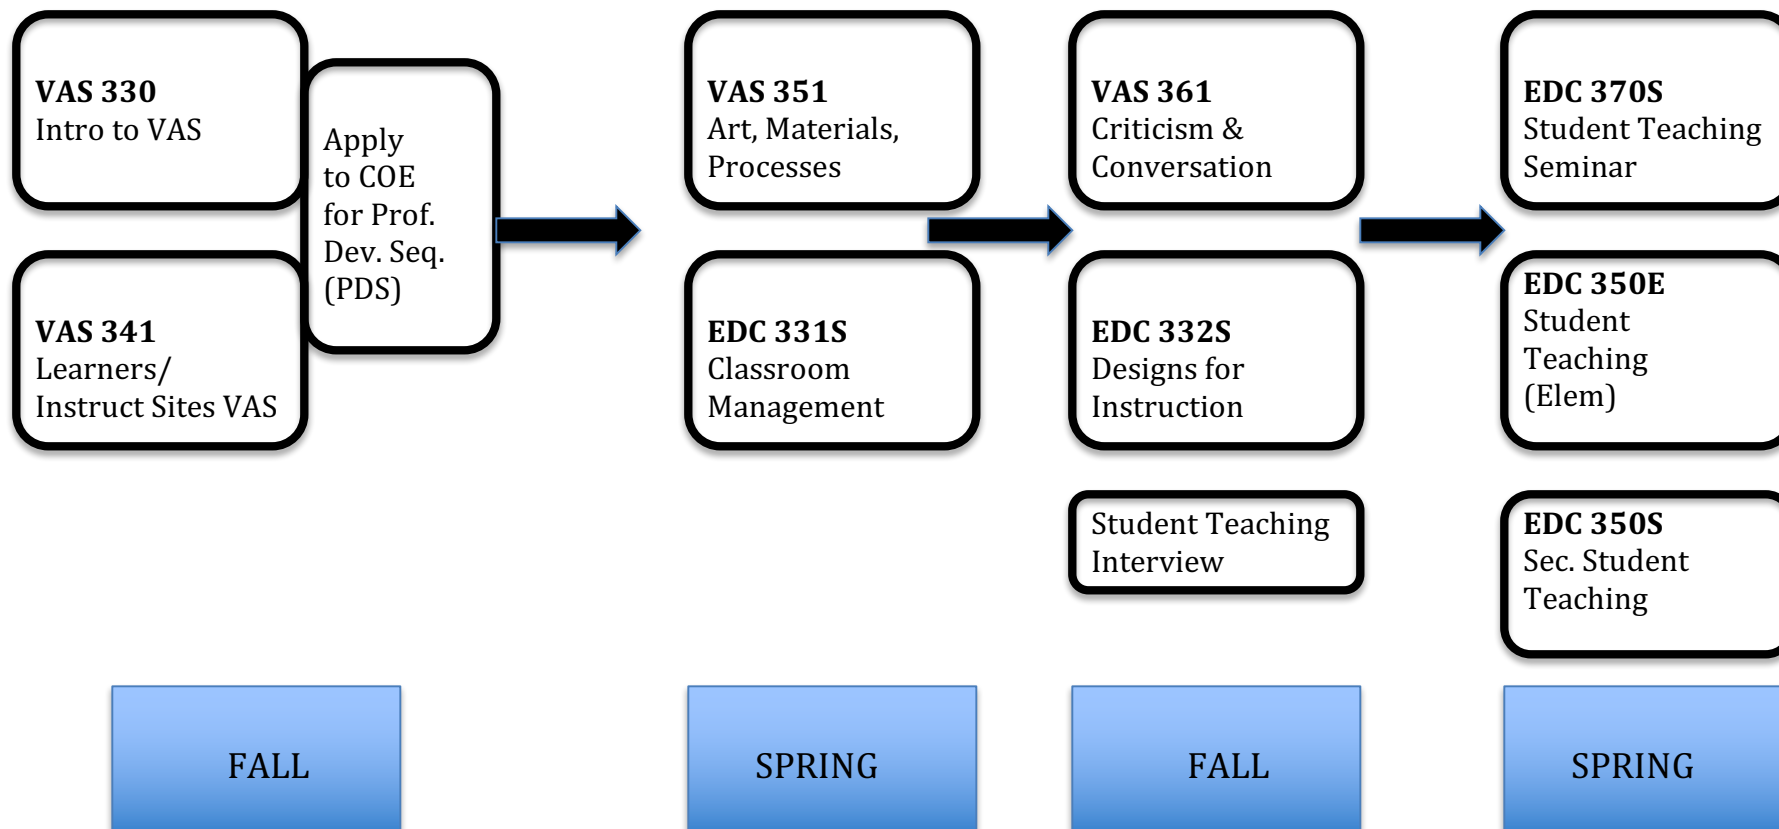 VAS 330
Intro to VAS
VAS 341
Learners/
Instruct Sites VAS
Apply
to COE
for Prof.
Dev. Seq.
(PDS)
VAS 351
Art, Materials,
Processes
EDC 331S
Classroom
Management
VAS 361
Criticism &
Conversation
EDC 332S
Designs for
Instruction
Student Teaching
Interview
EDC 370S
Student Teaching
Seminar
EDC 350E
Student
Teaching
(Elem)
EDC 350S
Sec. Student
Teaching
FALL
SPRING
FALL
SPRING